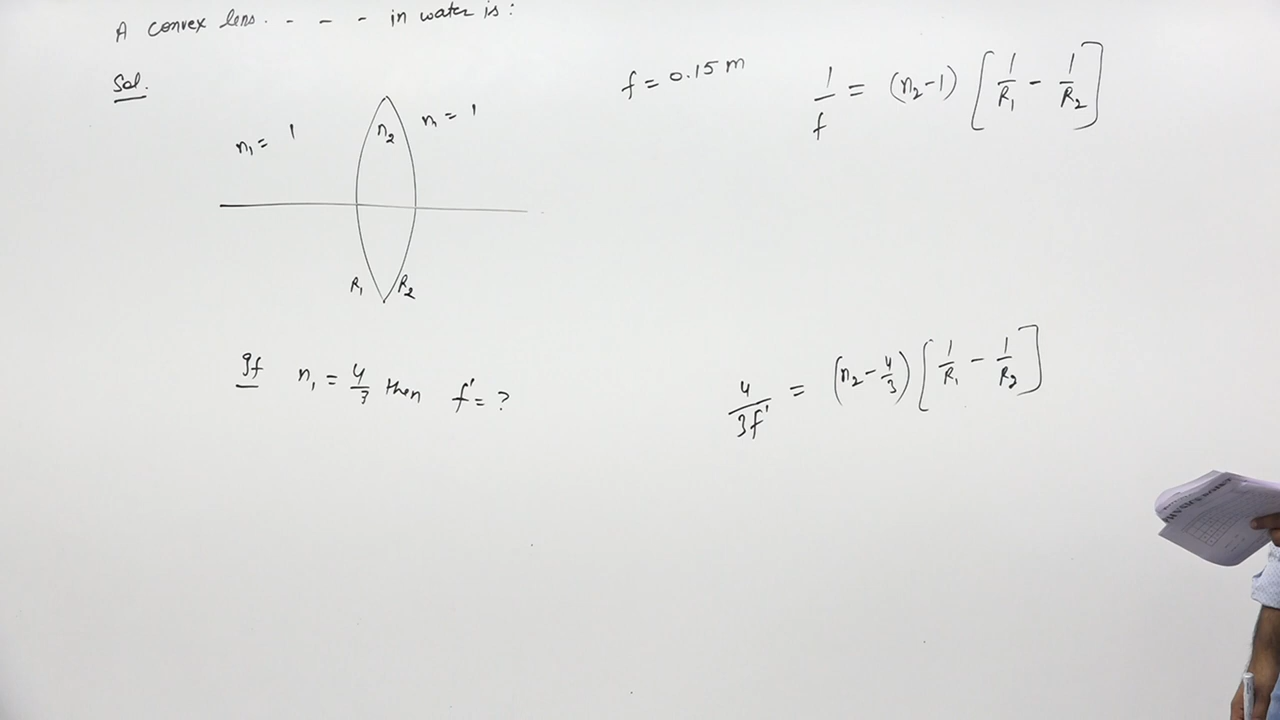 A convex lens. - - - in water is :
Sol.
f = 0.15 m
1/f = (n₂-1) [1/R₁ - 1/R₂]
n₁ = 1
n₂
n₁ = 1
R₁
R₂
If n₁ = 4/3 then f' = ?
4/3f' = (n₂ - 4/3) [1/R₁ - 1/R₂]